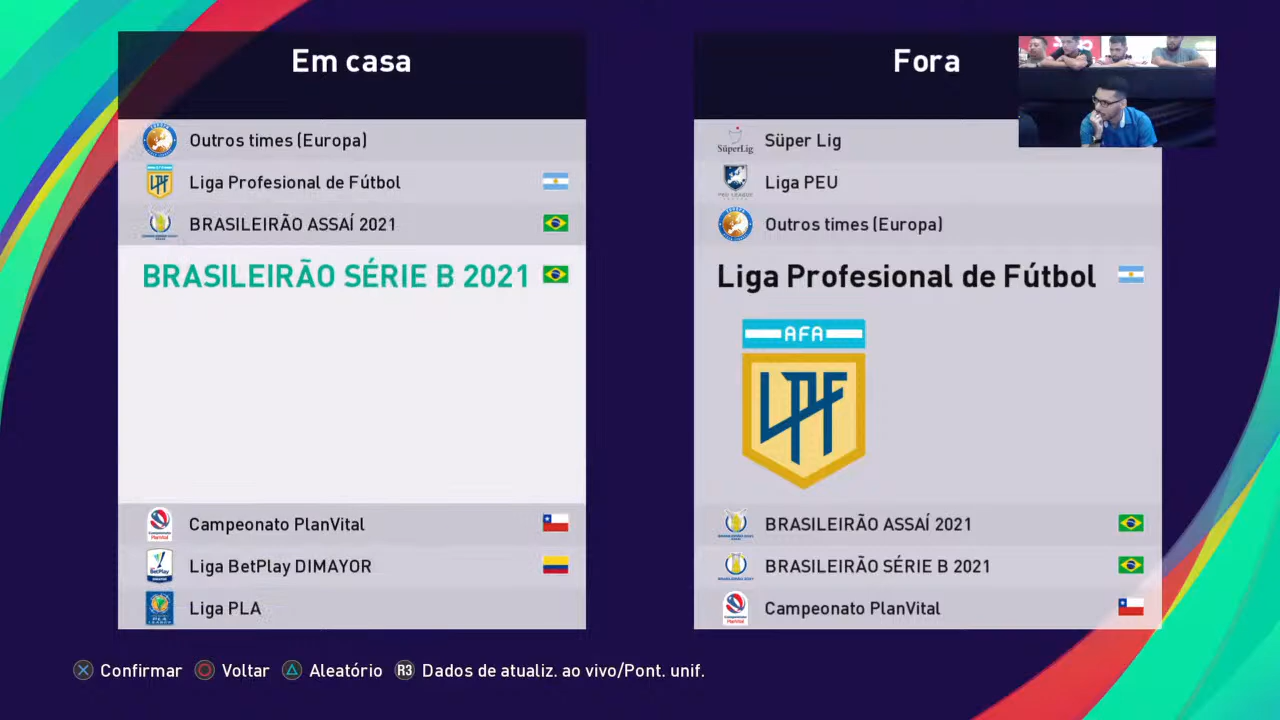 Em casa
Outros times (Europa)
Liga Profesional de Fútbol
BRASILEIRÃO ASSAÍ 2021
BRASILEIRÃO SÉRIE B 2021
Campeonato PlanVital
Liga BetPlay DIMAYOR
Liga PLA
Fora
SüperLig
Süper Lig
Liga PEU
Outros times (Europa)
Liga Profesional de Fútbol
AFA
LPF
BRASILEIRÃO ASSAÍ 2021
BRASILEIRÃO SÉRIE B 2021
Campeonato PlanVital
Confirmar Voltar Aleatório R3 Dados de atualiz. ao vivo/Pont. unif.